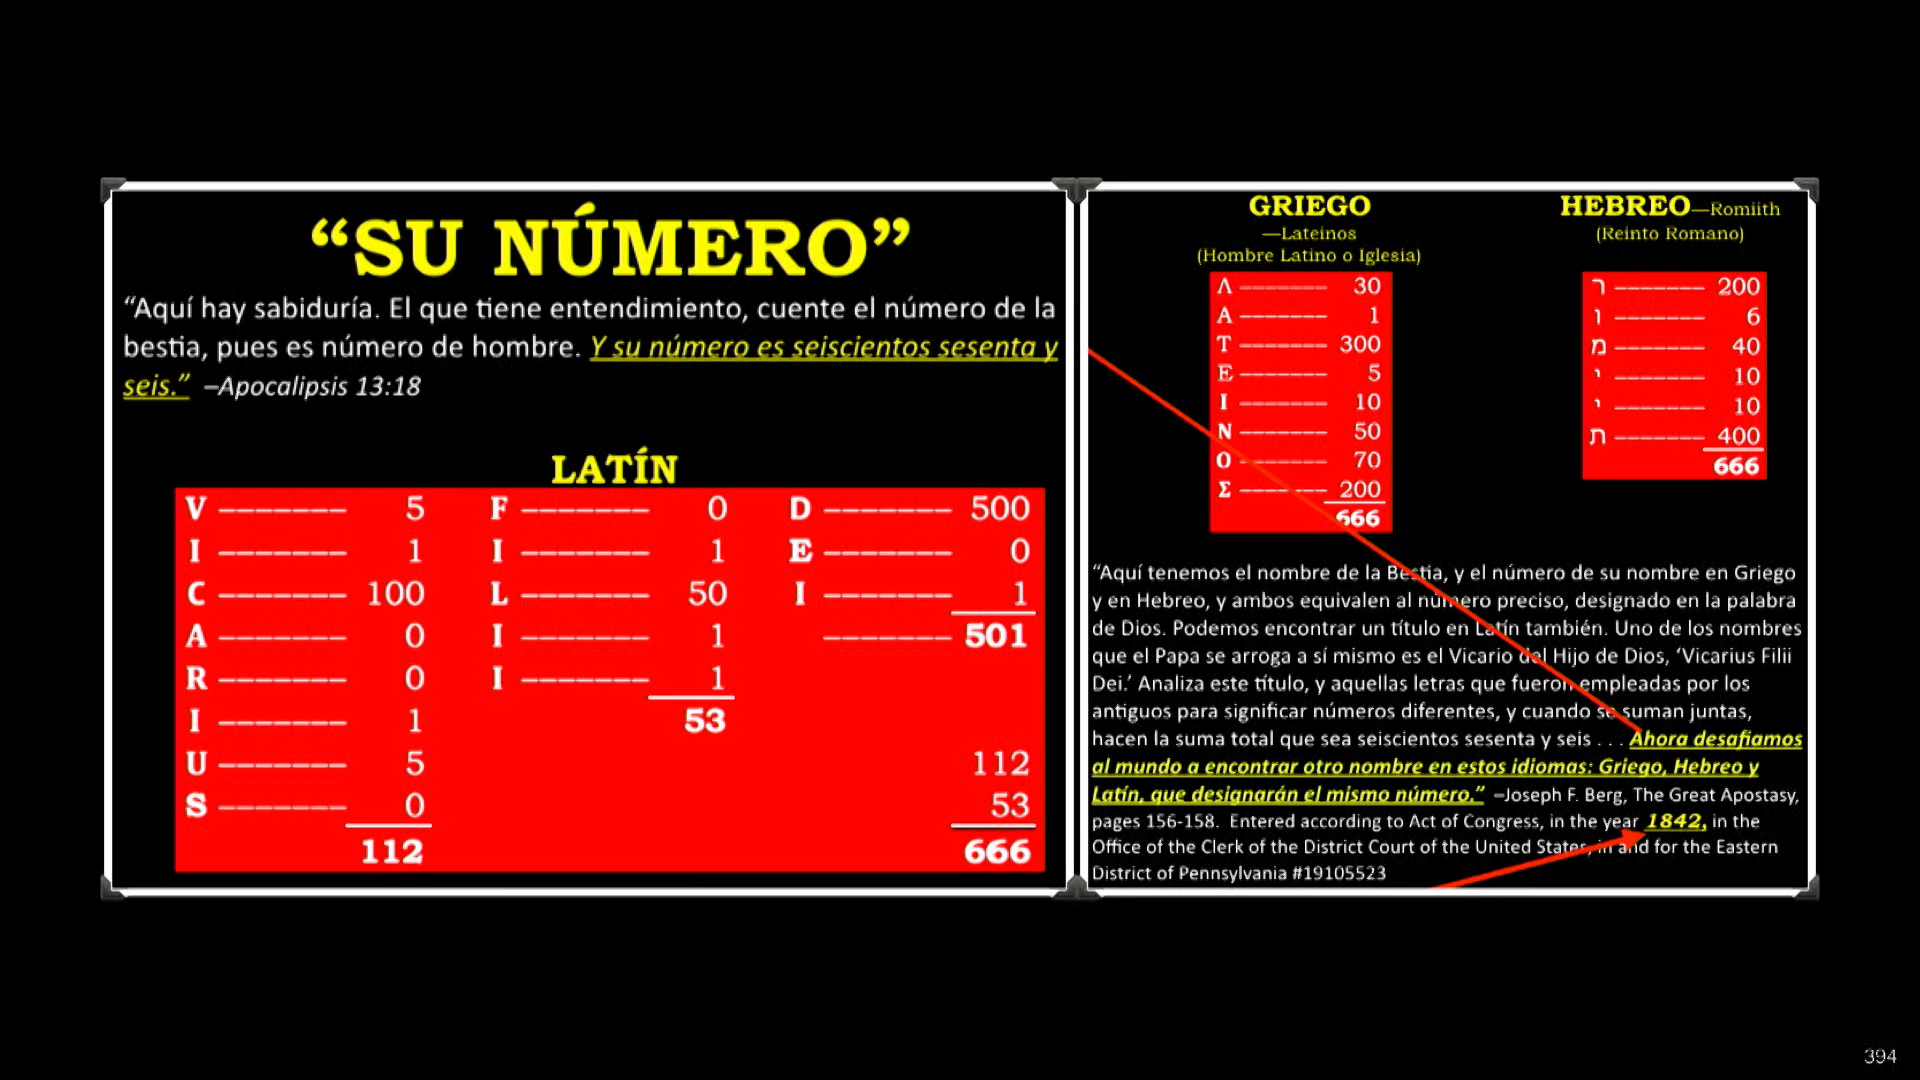 “SU NÚMERO”
“Aquí hay sabiduría. El que tiene entendimiento, cuente el número de la
bestia, pues es número de hombre. Y su número es seiscientos sesenta y
seis.” –Apocalipsis 13:18
LATÍN
V ——————— 5 F ——————— 0 D ——————— 500
I ——————— 1 I ——————— 1 E ——————— 0
C ——————— 100 L ——————— 50 I ——————— 1
A ——————— 0 I ——————— 1 ——————— 501
R ——————— 0 I ——————— 1
I ——————— 1 53
U ——————— 5 112
S ——————— 0 53
112 666
GRIEGO
—Lateinos
(Hombre Latino o Iglesia)
Λ ——————— 30
Α ——————— 1
Τ ——————— 300
Ε ——————— 5
Ι ——————— 10
Ν ——————— 50
Ο ——————— 70
Σ ——————— 200
666
HEBREO—Romiith
(Reinto Romano)
ר ——————— 200
ו ——————— 6
מ ——————— 40
י ——————— 10
י ——————— 10
ת ——————— 400
666
“Aquí tenemos el nombre de la Bestia, y el número de su nombre en Griego
y en Hebreo, y ambos equivalen al número preciso, designado en la palabra
de Dios. Podemos encontrar un título en Latín también. Uno de los nombres
que el Papa se arroga a sí mismo es el Vicario del Hijo de Dios, ‘Vicarius Filii
Dei.’ Analiza este título, y aquellas letras que fueron empleadas por los
antiguos para significar números diferentes, y cuando se suman juntas,
hacen la suma total que sea seiscientos sesenta y seis . . . Ahora desafiamos
al mundo a encontrar otro nombre en estos idiomas: Griego, Hebreo y
Latín, que designarán el mismo número.” –Joseph F. Berg, The Great Apostasy,
pages 156-158. Entered according to Act of Congress, in the year 1842, in the
Office of the Clerk of the District Court of the United States, in and for the Eastern
District of Pennsylvania #19105523
394